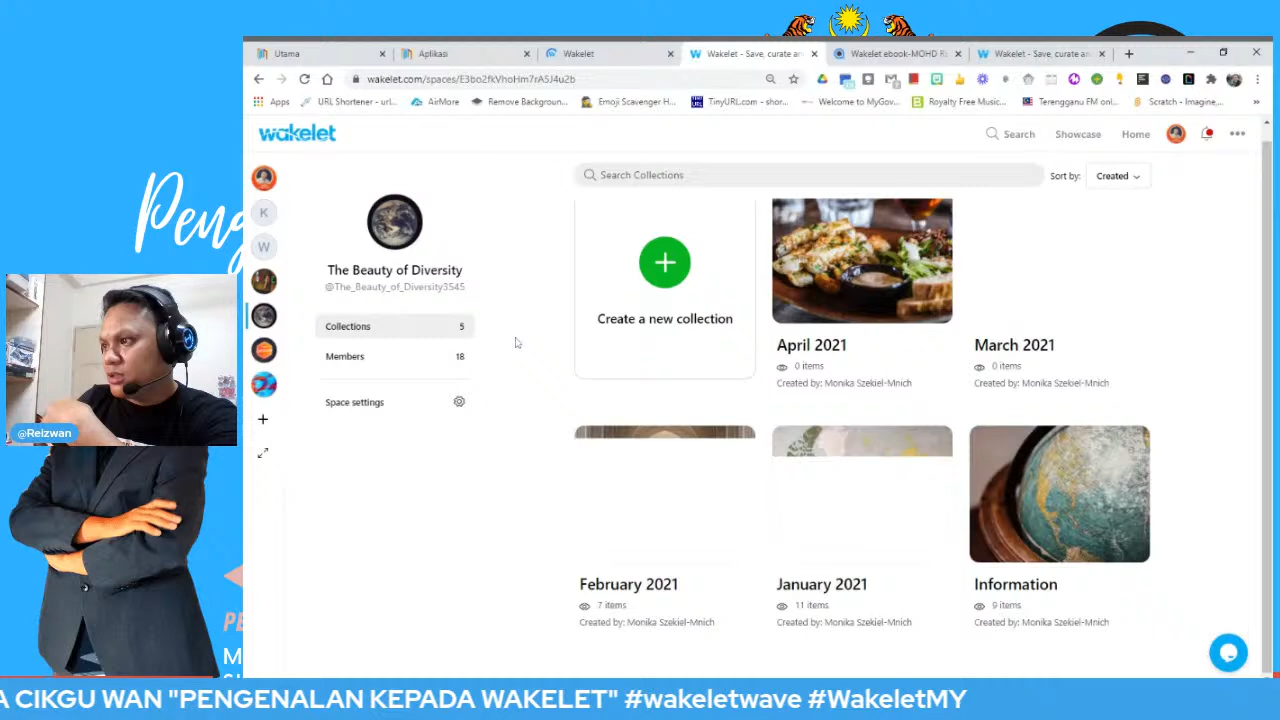 Peng
Utama
Aplikasi
Wakelet
Wakelet - Save, curate an
Wakelet ebook-MOHD R
Wakelet - Save, curate an
wakelet.com/spaces/E3bo2fkVhoHm7rA5J4u2b
Apps
URL Shortener - url...
AirMore
Remove Backgroun...
Emoji Scavenger H...
TinyURL.com - shor...
Welcome to MyGov...
Royalty Free Music...
Terengganu FM onl...
Scratch - Imagine,...
wakelet
Search
Showcase
Home
Search Collections
Sort by:
Created
K
W
The Beauty of Diversity
@The_Beauty_of_Diversity3545
Collections 5
Members 18
Space settings
Create a new collection
April 2021
0 items
Created by: Monika Szekiel-Mnich
March 2021
0 items
Created by: Monika Szekiel-Mnich
February 2021
7 items
Created by: Monika Szekiel-Mnich
January 2021
11 items
Created by: Monika Szekiel-Mnich
Information
9 items
Created by: Monika Szekiel-Mnich
@Reizwan
PE
M
A CIKGU WAN "PENGENALAN KEPADA WAKELET" #wakeletwave #WakeletMY